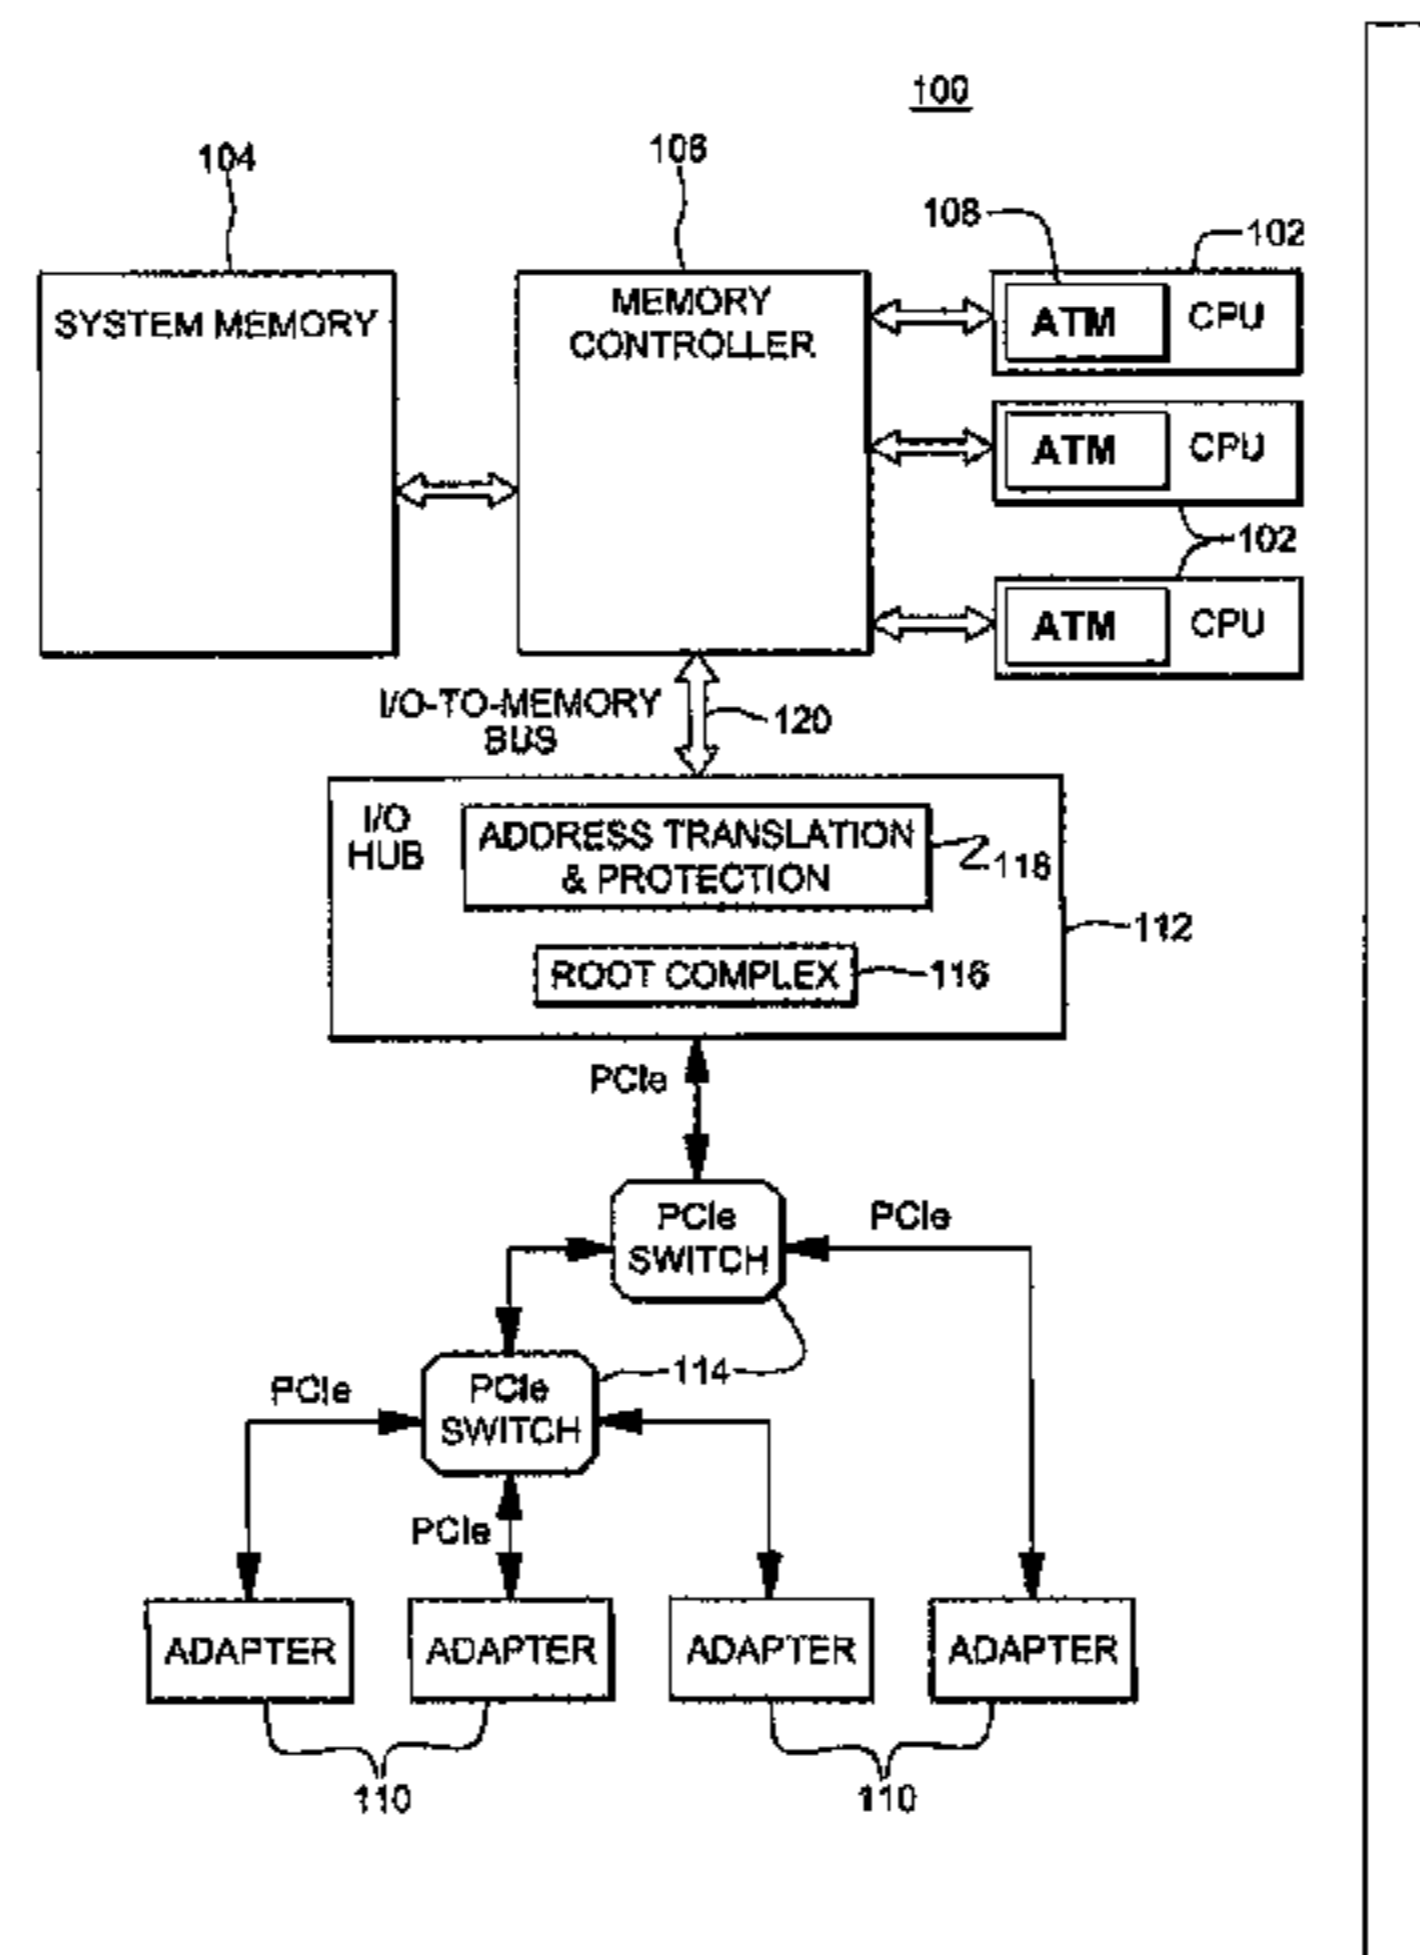 100
104
106
108
102
SYSTEM MEMORY
MEMORY
CONTROLLER
ATM CPU
ATM CPU
102
ATM CPU
I/O-TO-MEMORY
BUS
120
I/O
HUB
ADDRESS TRANSLATION
& PROTECTION
118
112
ROOT COMPLEX
116
PCIe
PCIe
SWITCH
PCIe
114
PCIe
PCIe
SWITCH
PCIe
ADAPTER ADAPTER ADAPTER ADAPTER
110 110